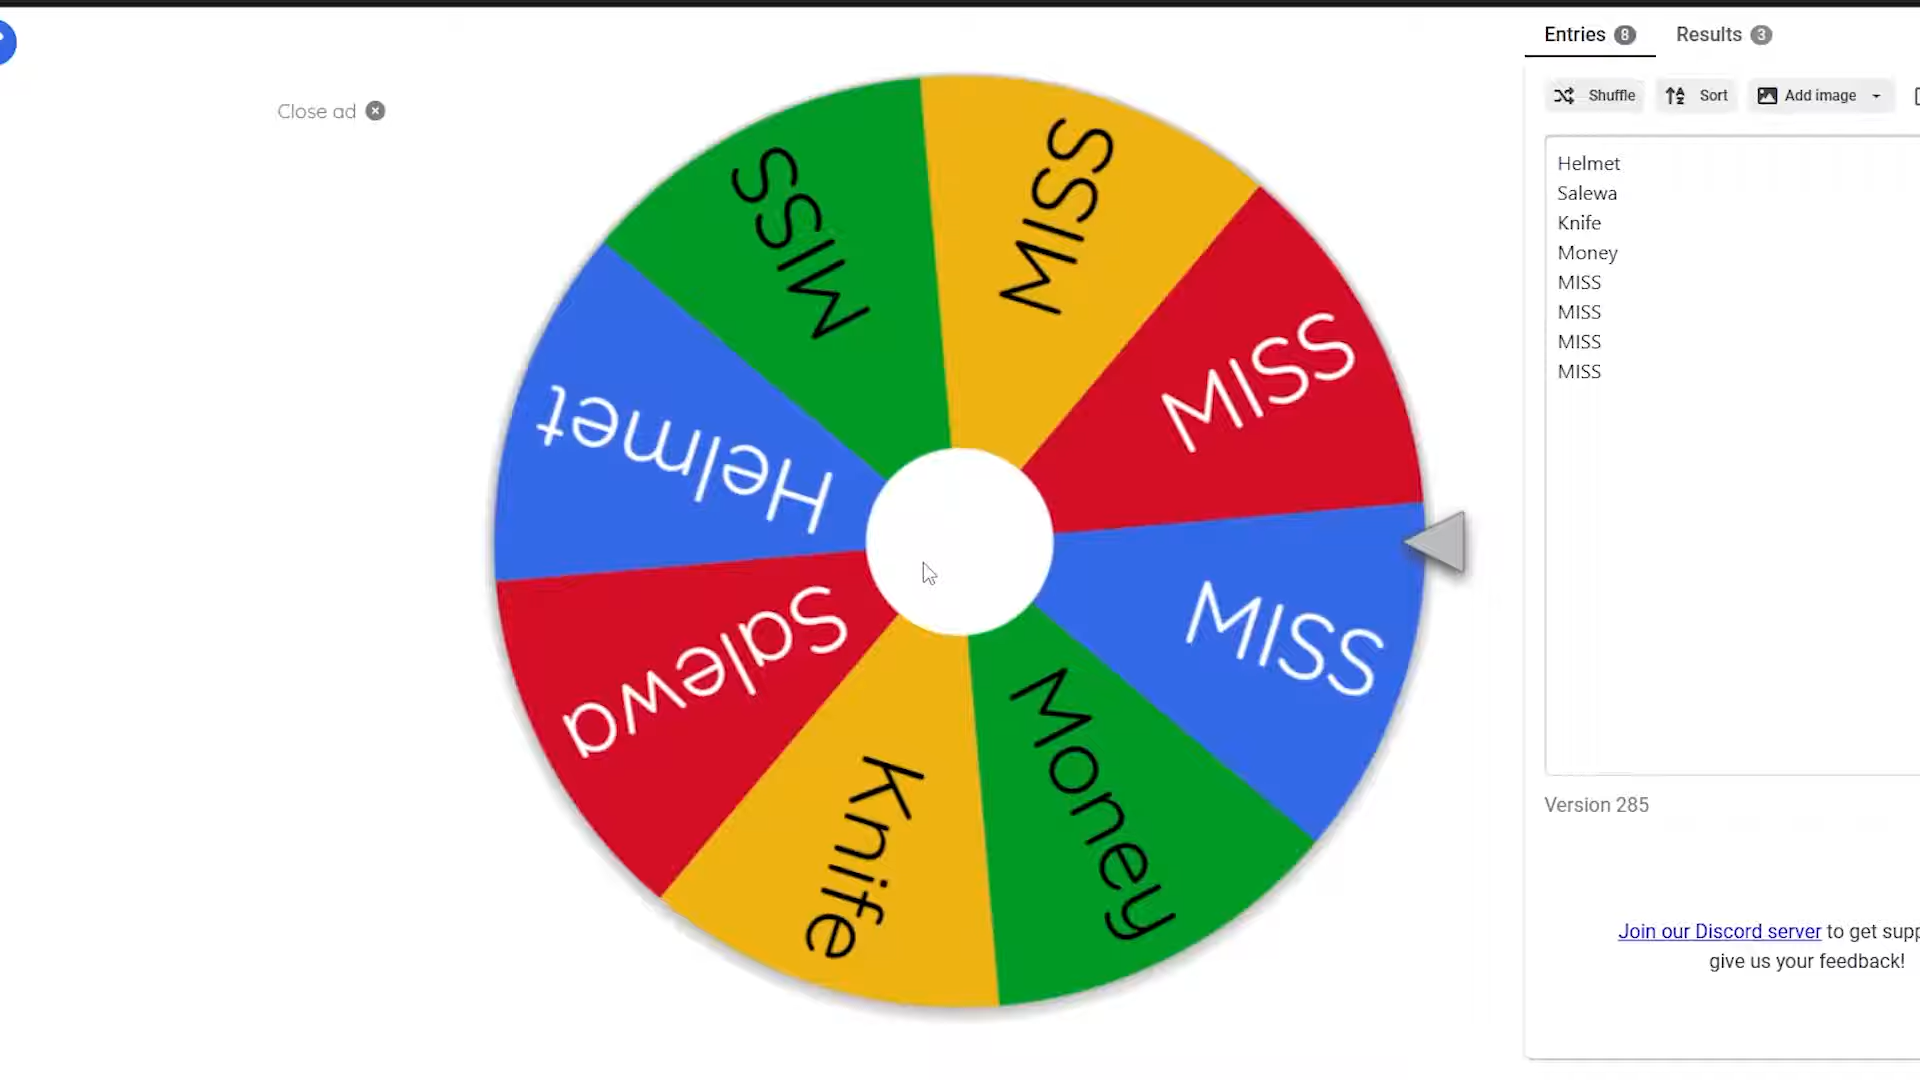 Entries 8 Results 3
Close ad
Shuffle Sort Add image
Helmet
Salewa
Knife
Money
MISS
MISS
MISS
MISS
MISS
MISS
MISS
MISS
Money
Knife
Salewa
Helmet
Version 285
Join our Discord server to get supp
give us your feedback!